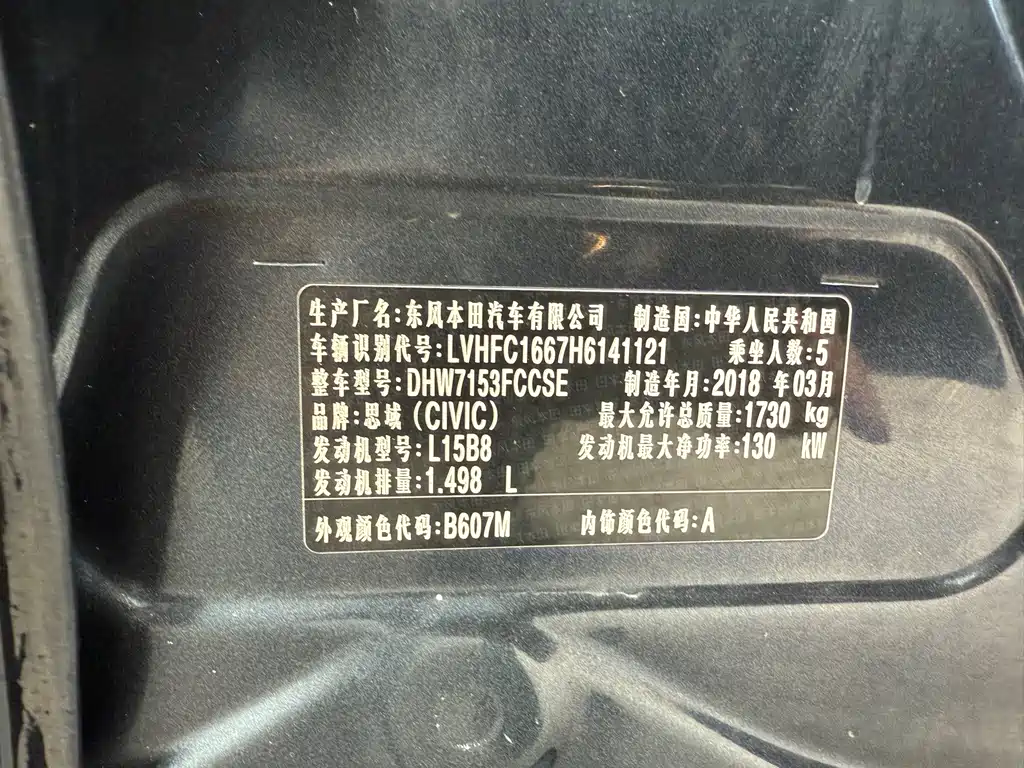 生产厂名:东风本田汽车有限公司 制造国:中华人民共和国
车辆识别代号:LVHFC1667H6141121 乘坐人数:5
整车型号:DHW7153FCCSE 制造年月:2018 年03月
品牌:思域(CIVIC) 最大允许总质量:1730 kg
发动机型号:L15B8 发动机最大净功率:130 kW
发动机排量:1.498 L
外观颜色代码:B607M 内饰颜色代码:A